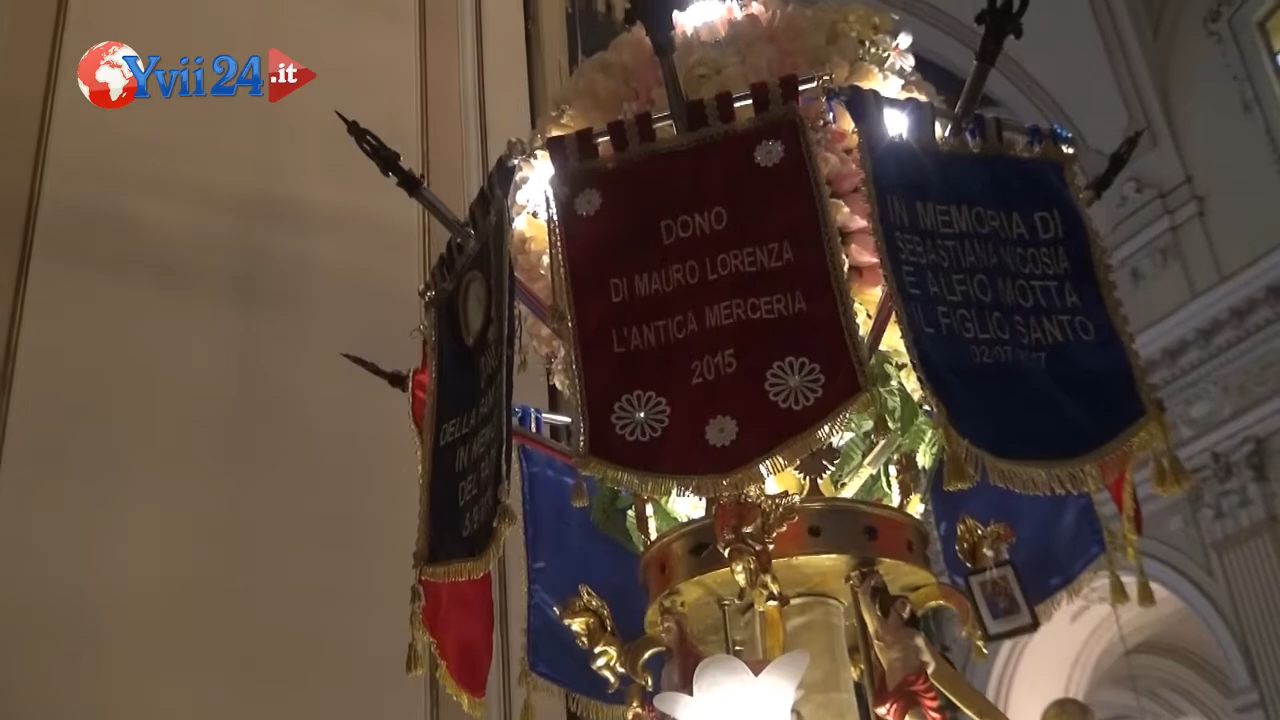 Yvii24.it
DONO
DI MAURO LORENZA
L'ANTICA MERCERIA
2015
IN MEMORIA DI
SEBASTIANA NICOSIA
E ALFIO MOTTA
IL FIGLIO SANTO
DELLA
IN
DEL